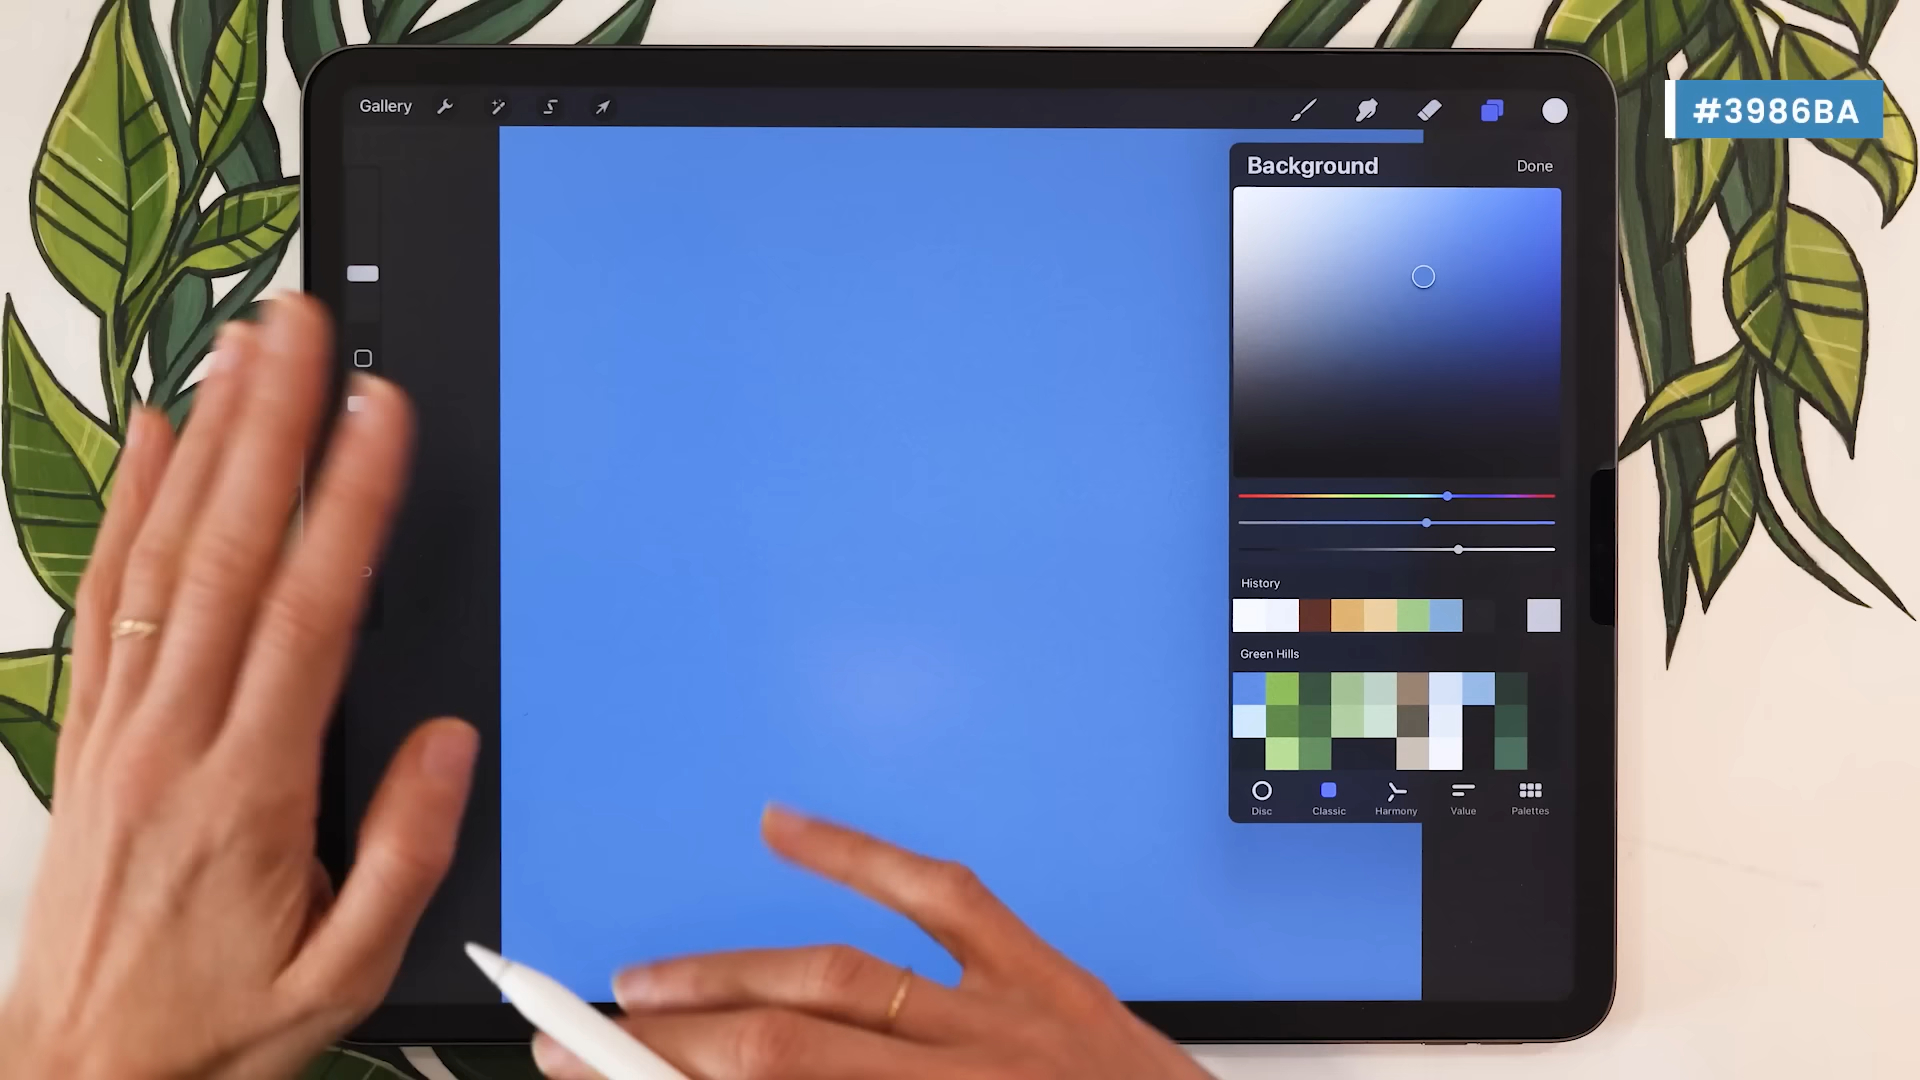 Gallery
#3986BA
Background
Done
History
Green Hills
Disc
Classic
Harmony
Value
Palettes